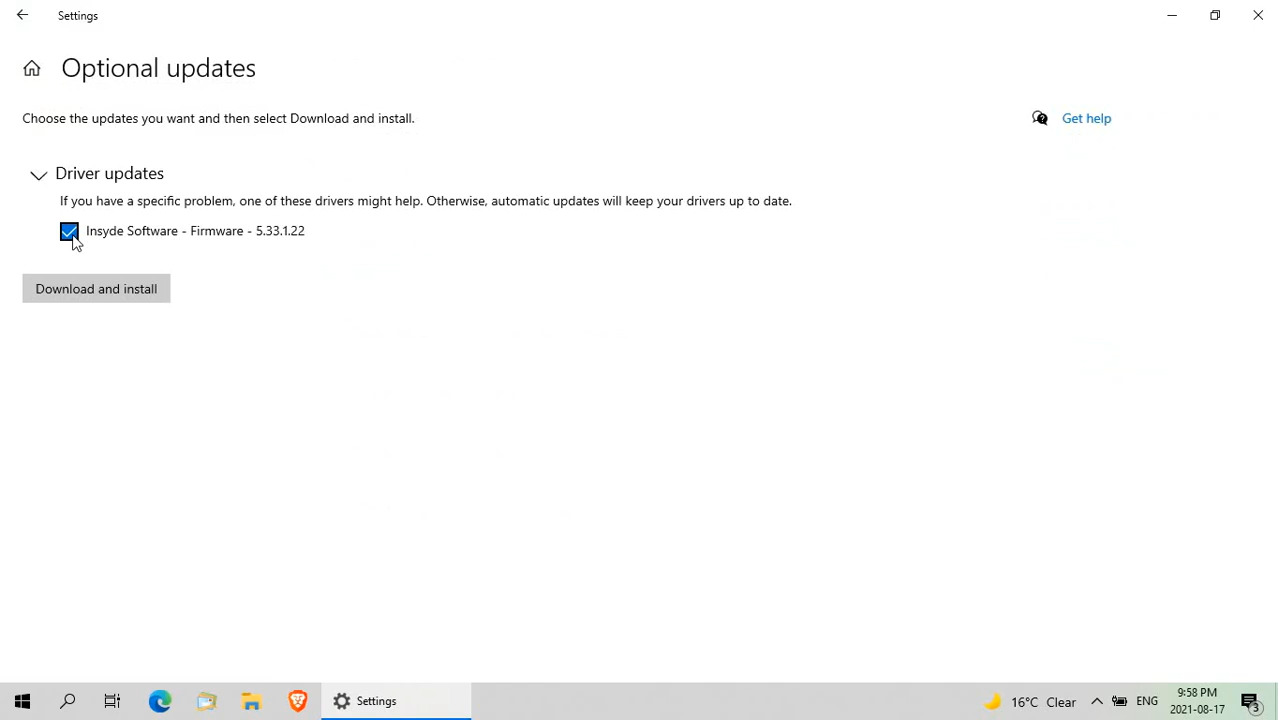 Settings
Optional updates
Choose the updates you want and then select Download and install.
Get help
Driver updates
If you have a specific problem, one of these drivers might help. Otherwise, automatic updates will keep your drivers up to date.
Insyde Software - Firmware - 5.33.1.22
Download and install
Settings
16°C Clear
ENG
9:58 PM
2021-08-17
3